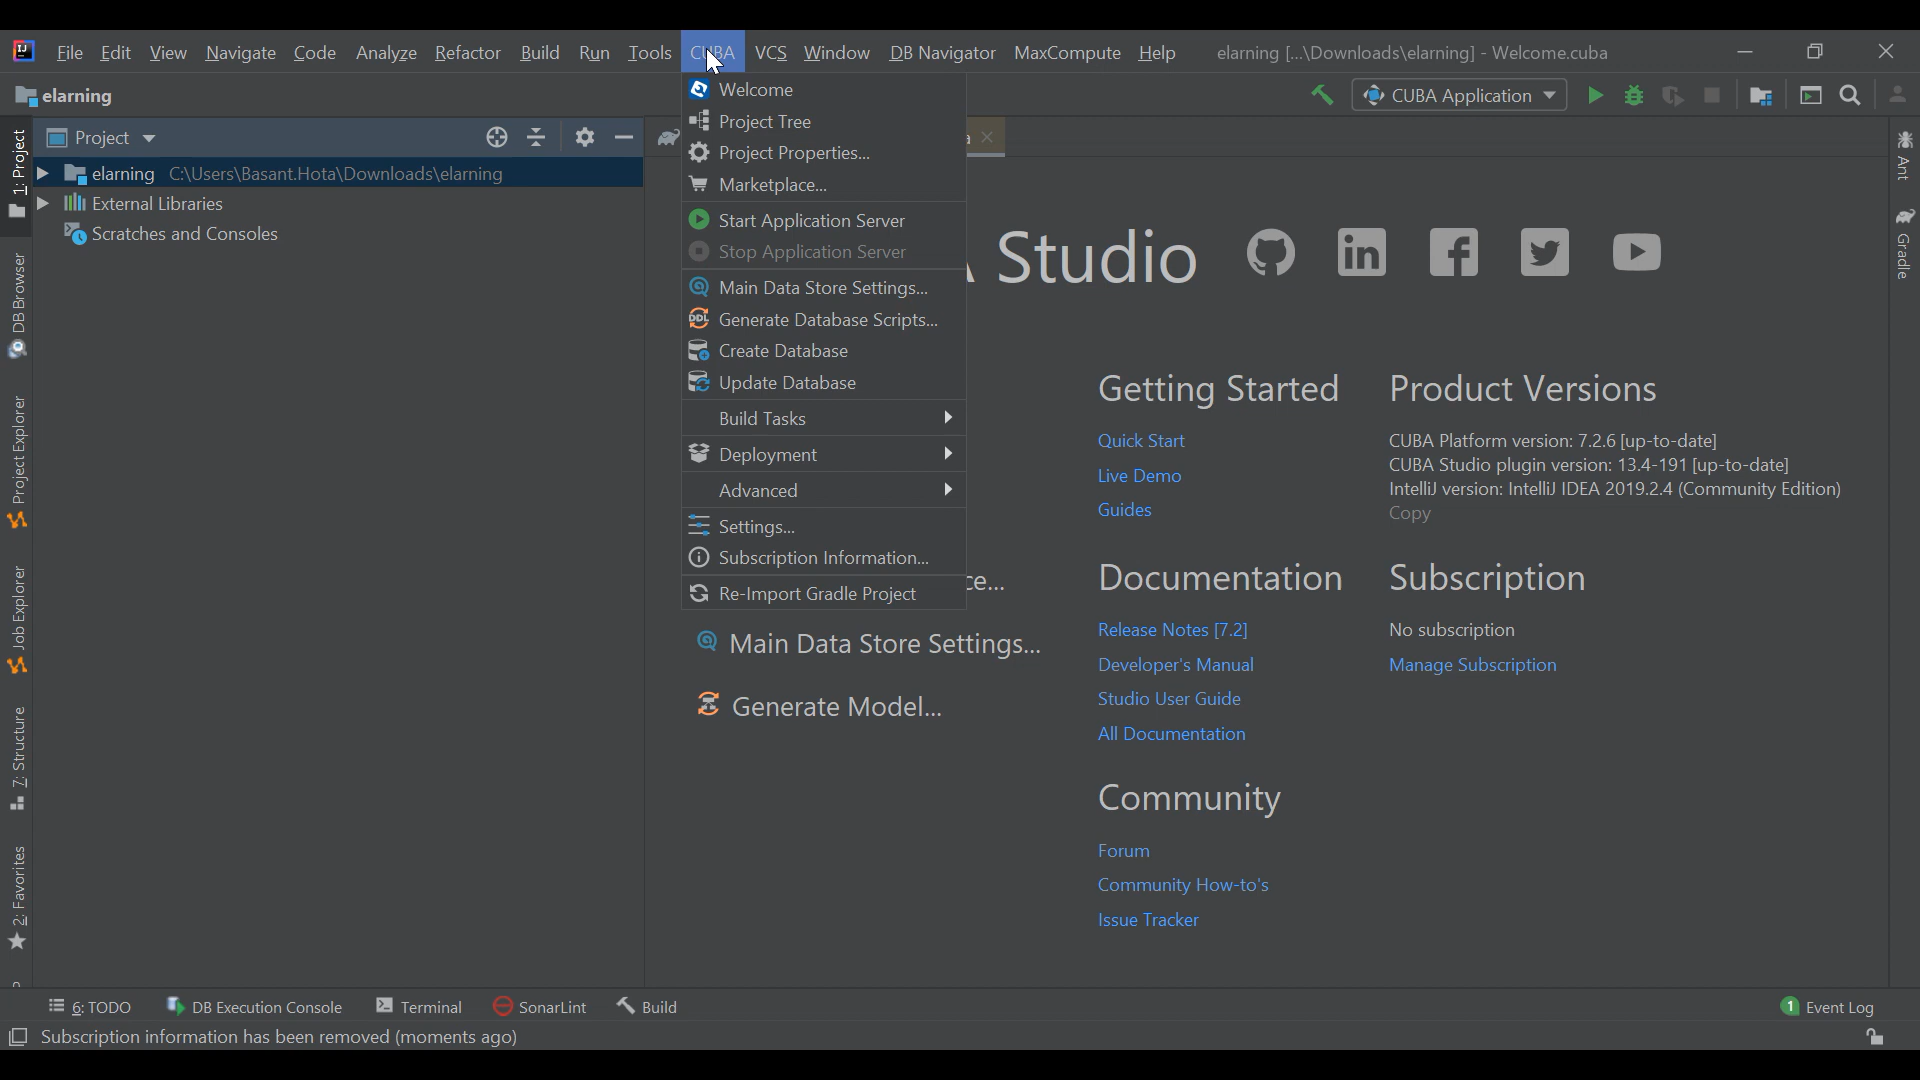 File Edit View Navigate Code Analyze Refactor Build Run Tools CUBA VCS Window DB Navigator MaxCompute Help elarning [...\Downloads\elarning] - Welcome.cuba
elarning
CUBA Application
Project
elarning C:\Users\Basant.Hota\Downloads\elarning
External Libraries
Scratches and Consoles
1: Project
DB Browser
Project Explorer
Job Explorer
7: Structure
2: Favorites
Welcome
Project Tree
Project Properties...
Marketplace...
Start Application Server
Stop Application Server
Main Data Store Settings...
Generate Database Scripts...
Create Database
Update Database
Build Tasks
Deployment
Advanced
Settings...
Subscription Information...
Re-Import Gradle Project
a
Studio
ce...
Main Data Store Settings...
Generate Model...
Getting Started
Quick Start
Live Demo
Guides
Documentation
Release Notes [7.2]
Developer's Manual
Studio User Guide
All Documentation
Community
Forum
Community How-to's
Issue Tracker
Product Versions
CUBA Platform version: 7.2.6 [up-to-date]
CUBA Studio plugin version: 13.4-191 [up-to-date]
IntelliJ version: IntelliJ IDEA 2019.2.4 (Community Edition)
Copy
Subscription
No subscription
Manage Subscription
Ant
Gradle
6: TODO DB Execution Console Terminal SonarLint Build 1 Event Log
Subscription information has been removed (moments ago)